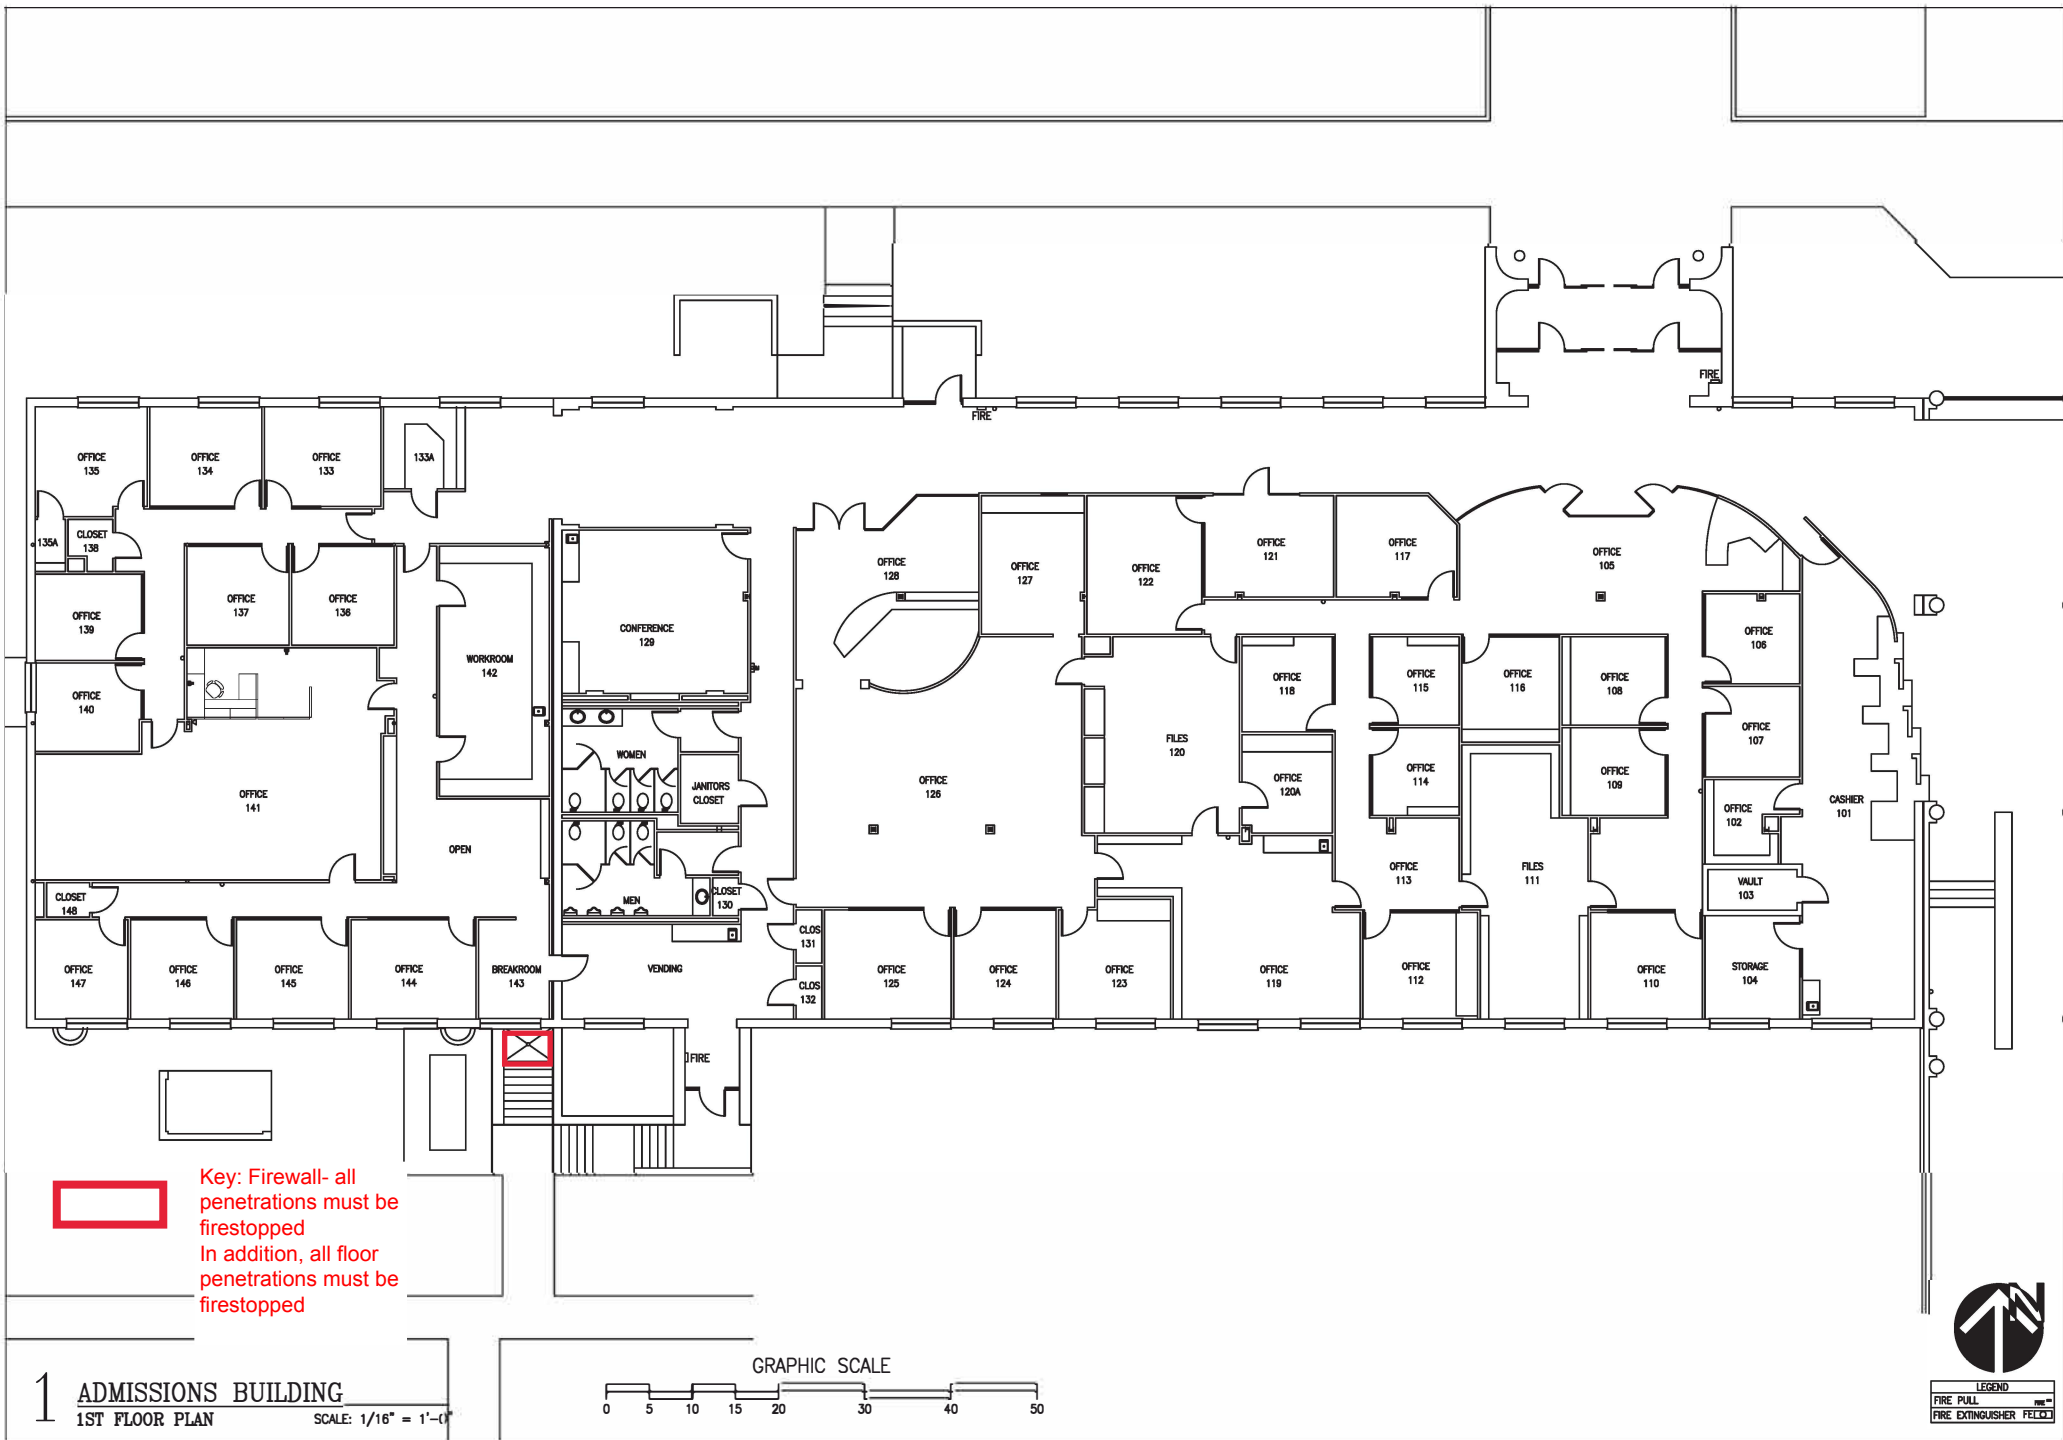 FIRE
FIRE
OFFICE
135
OFFICE
134
OFFICE
133
133A
135A
CLOSET
138
OFFICE
137
OFFICE
136
OFFICE
139
OFFICE
140
WORKROOM
142
OFFICE
141
OPEN
CLOSET
148
OFFICE
147
OFFICE
146
OFFICE
145
OFFICE
144
BREAKROOM
143
CONFERENCE
129
WOMEN
JANITORS
CLOSET
MEN
CLOSET
130
VENDING
CLOS
131
CLOS
132
OFFICE
128
OFFICE
127
OFFICE
122
OFFICE
121
OFFICE
117
OFFICE
105
OFFICE
126
FILES
120
OFFICE
118
OFFICE
120A
OFFICE
115
OFFICE
114
OFFICE
116
OFFICE
108
OFFICE
109
OFFICE
106
OFFICE
107
OFFICE
102
CASHIER
101
OFFICE
113
FILES
111
VAULT
103
OFFICE
125
OFFICE
124
OFFICE
123
OFFICE
119
OFFICE
112
OFFICE
110
STORAGE
104
FIRE
Key: Firewall- all
penetrations must be
firestopped
In addition, all floor
penetrations must be
firestopped
1 ADMISSIONS BUILDING
1ST FLOOR PLAN SCALE: 1/16" = 1'-0"
GRAPHIC SCALE
0 5 10 15 20 30 40 50
N
LEGEND
FIRE PULL FIRE
FIRE EXTINGUISHER FE